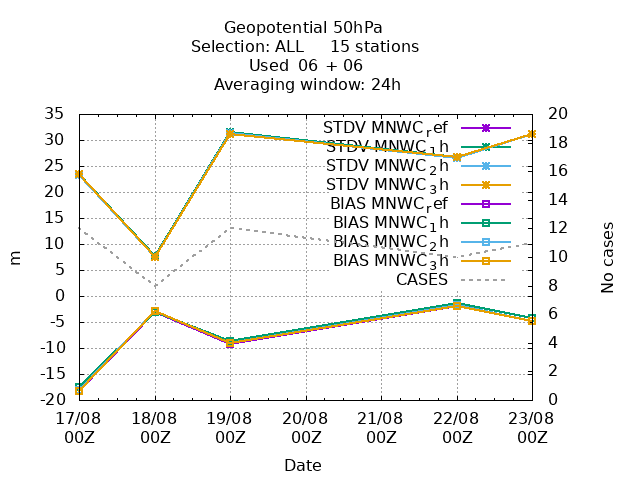 Geopotential 50hPa
Selection: ALL 15 stations
Used 06 + 06
Averaging window: 24h
35
30
25
20
15
10
5
0
-5
-10
-15
-20
m
20
18
16
14
12
10
8
6
4
2
0
No cases
STDV MNWC_ref
STDV MNWC_1h
STDV MNWC_2h
STDV MNWC_3h
BIAS MNWC_ref
BIAS MNWC_1h
BIAS MNWC_2h
BIAS MNWC_3h
CASES
17/08 18/08 19/08 20/08 21/08 22/08 23/08
00Z 00Z 00Z 00Z 00Z 00Z 00Z
Date